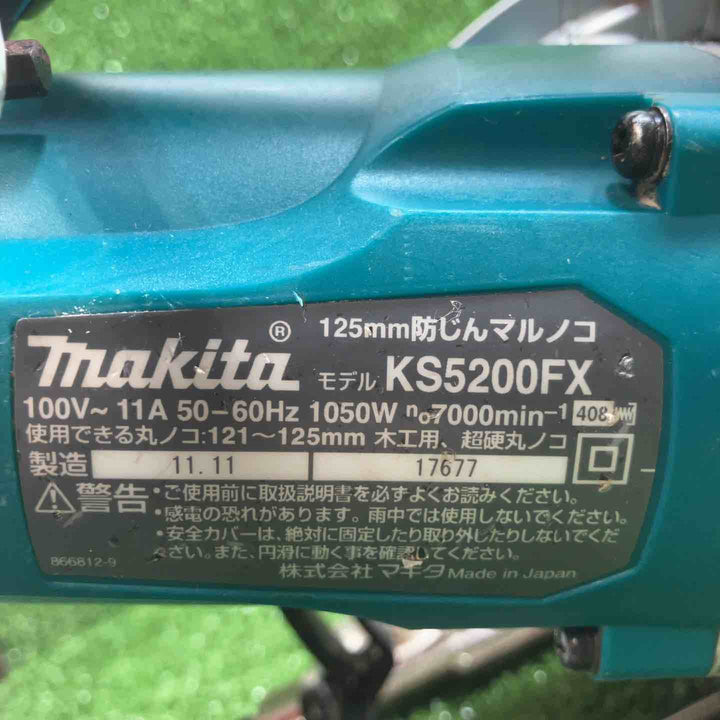 125mm防じんマルノコ
makita ® モデル KS5200FX
100V～ 11A 50－60Hz 1050W n₀7000min⁻¹ 408
使用できる丸ノコ:121～125mm 木工用、超硬丸ノコ
製造 11.11 17677
⚠警告 •ご使用前に取扱説明書を必ずよくお読みください。
•感電の恐れがあります。雨中では使用しないでください。
•安全カバーは、絶対に固定したり取り外したりしないでくだ
さい。また、円滑に動く事を確認してください。
866812-9 株式会社 マキタ Made in Japan